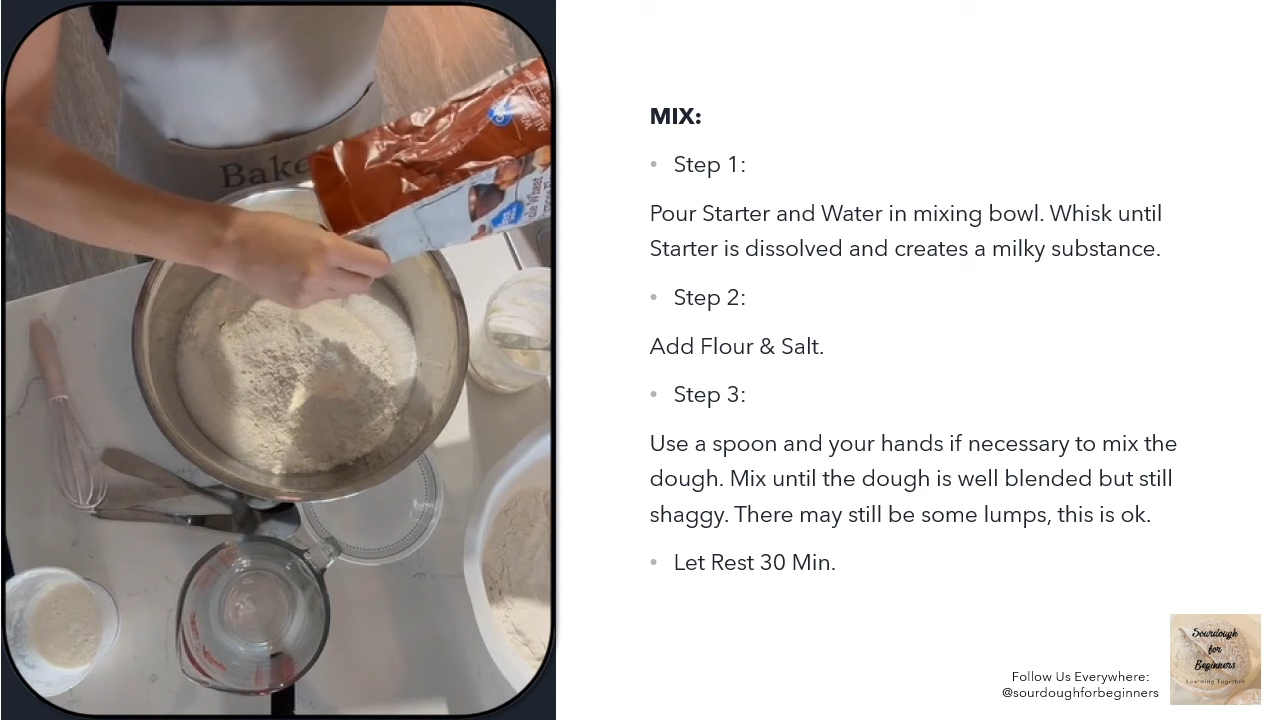 Bake
MIX:
• Step 1:
Pour Starter and Water in mixing bowl. Whisk until
Starter is dissolved and creates a milky substance.
• Step 2:
Add Flour & Salt.
• Step 3:
Use a spoon and your hands if necessary to mix the
dough. Mix until the dough is well blended but still
shaggy. There may still be some lumps, this is ok.
• Let Rest 30 Min.
Follow Us Everywhere:
@sourdoughforbeginners
Sourdough
for
Beginners
Learning Together